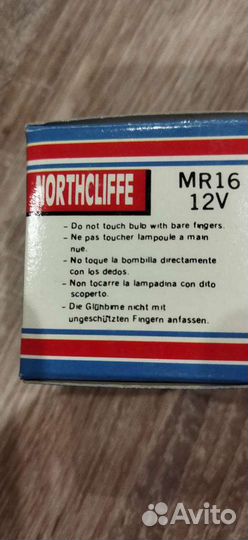 NORTHCLIFFE
MR16
12V
- Do not touch bulb with bare fingers.
- Ne pas toucher lampoule a main
nue.
- No toque la bombilla directamente
con los dedos.
- Non tocarre la lampadina con dito
scoperto.
- Die Glühbime nicht mit
ungeschützten Fingern anfassen.
Avito